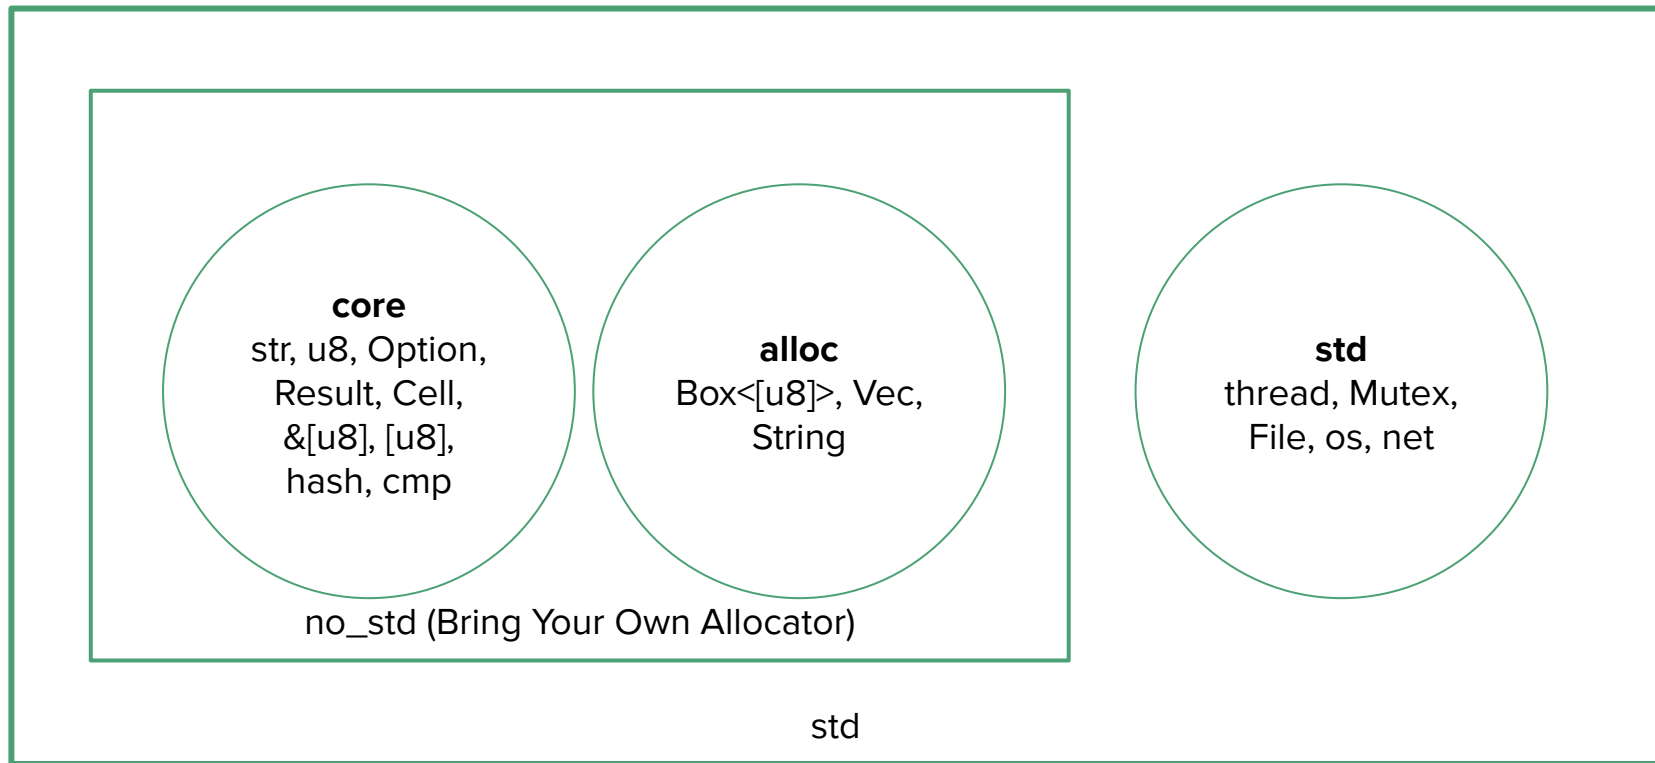 core
str, u8, Option,
Result, Cell,
&[u8], [u8],
hash, cmp
alloc
Box<[u8]>, Vec,
String
std
thread, Mutex,
File, os, net
no_std (Bring Your Own Allocator)
std